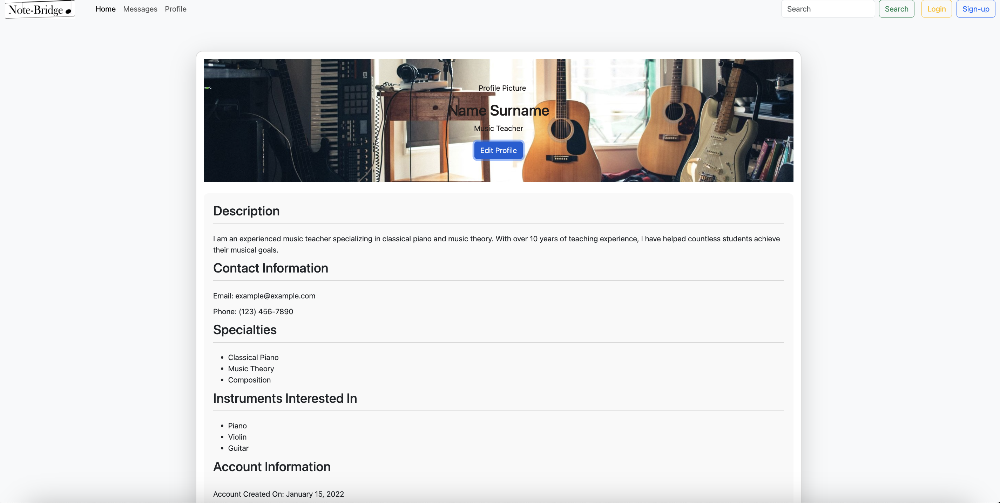 Note-Bridge
Home Messages Profile
Search Search Login Sign-up
Profile Picture
Name Surname
Music Teacher
Edit Profile
Description
I am an experienced music teacher specializing in classical piano and music theory. With over 10 years of teaching experience, I have helped countless students achieve
their musical goals.
Contact Information
Email: example@example.com
Phone: (123) 456-7890
Specialties
• Classical Piano
• Music Theory
• Composition
Instruments Interested In
• Piano
• Violin
• Guitar
Account Information
Account Created On: January 15, 2022